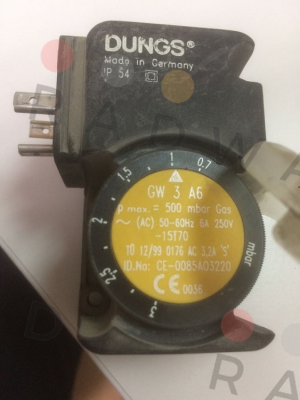 DUNGS®
Made in Germany
IP 54
0,7
1
1,5
2
2,5
3
mbar
GW 3 A6
p max. = 500 mbar Gas
~ (AC) 50-60Hz 6A 250V
-15T70
TÜ 12/99 0176 AC 3,2A 'S'
ID.No: CE-0085AO3220
CE 0036